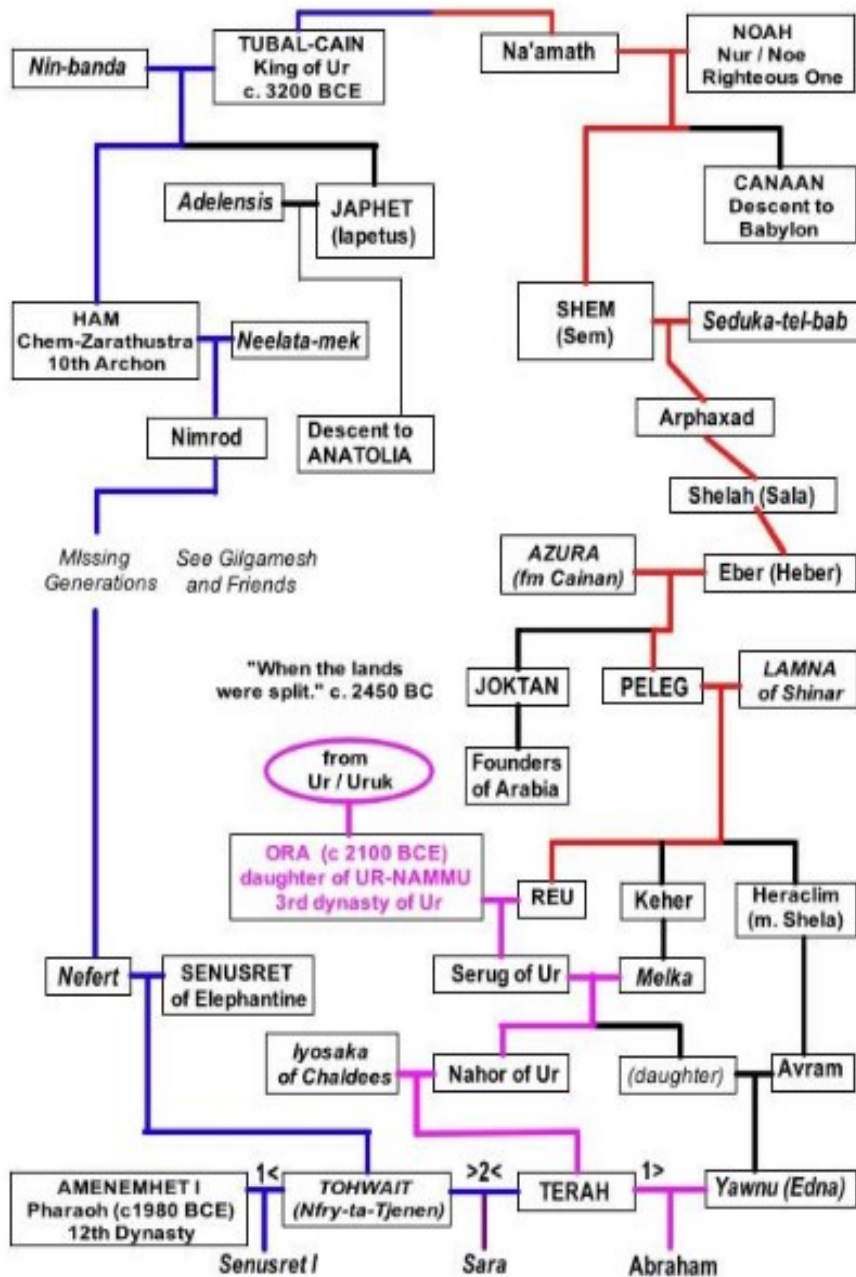 Nin-banda
TUBAL-CAIN
King of Ur
c. 3200 BCE
Na'amath
NOAH
Nur / Noe
Righteous One
Adelensis
JAPHET
(Iapetus)
CANAAN
Descent to
Babylon
HAM
Chem-Zarathustra
10th Archon
Neelata-mek
SHEM
(Sem)
Seduka-tel-bab
Nimrod
Descent to
ANATOLIA
Arphaxad
Shelah (Sala)
MIssing
Generations
See Gilgamesh
and Friends
AZURA
(fm Cainan)
Eber (Heber)
"When the lands
were split." c. 2450 BC
JOKTAN
PELEG
LAMNA
of Shinar
from
Ur / Uruk
Founders
of Arabia
ORA (c 2100 BCE)
daughter of UR-NAMMU
3rd dynasty of Ur
REU
Keher
Heraclim
(m. Shela)
Nefert
SENUSRET
of Elephantine
Serug of Ur
Melka
Iyosaka
of Chaldees
Nahor of Ur
(daughter)
Avram
AMENEMHET I
Pharaoh (c1980 BCE)
12th Dynasty
1<
TOHWAIT
(Nfry-ta-Tjenen)
>2<
TERAH
1>
Yawnu (Edna)
Senusret I
Sara
Abraham